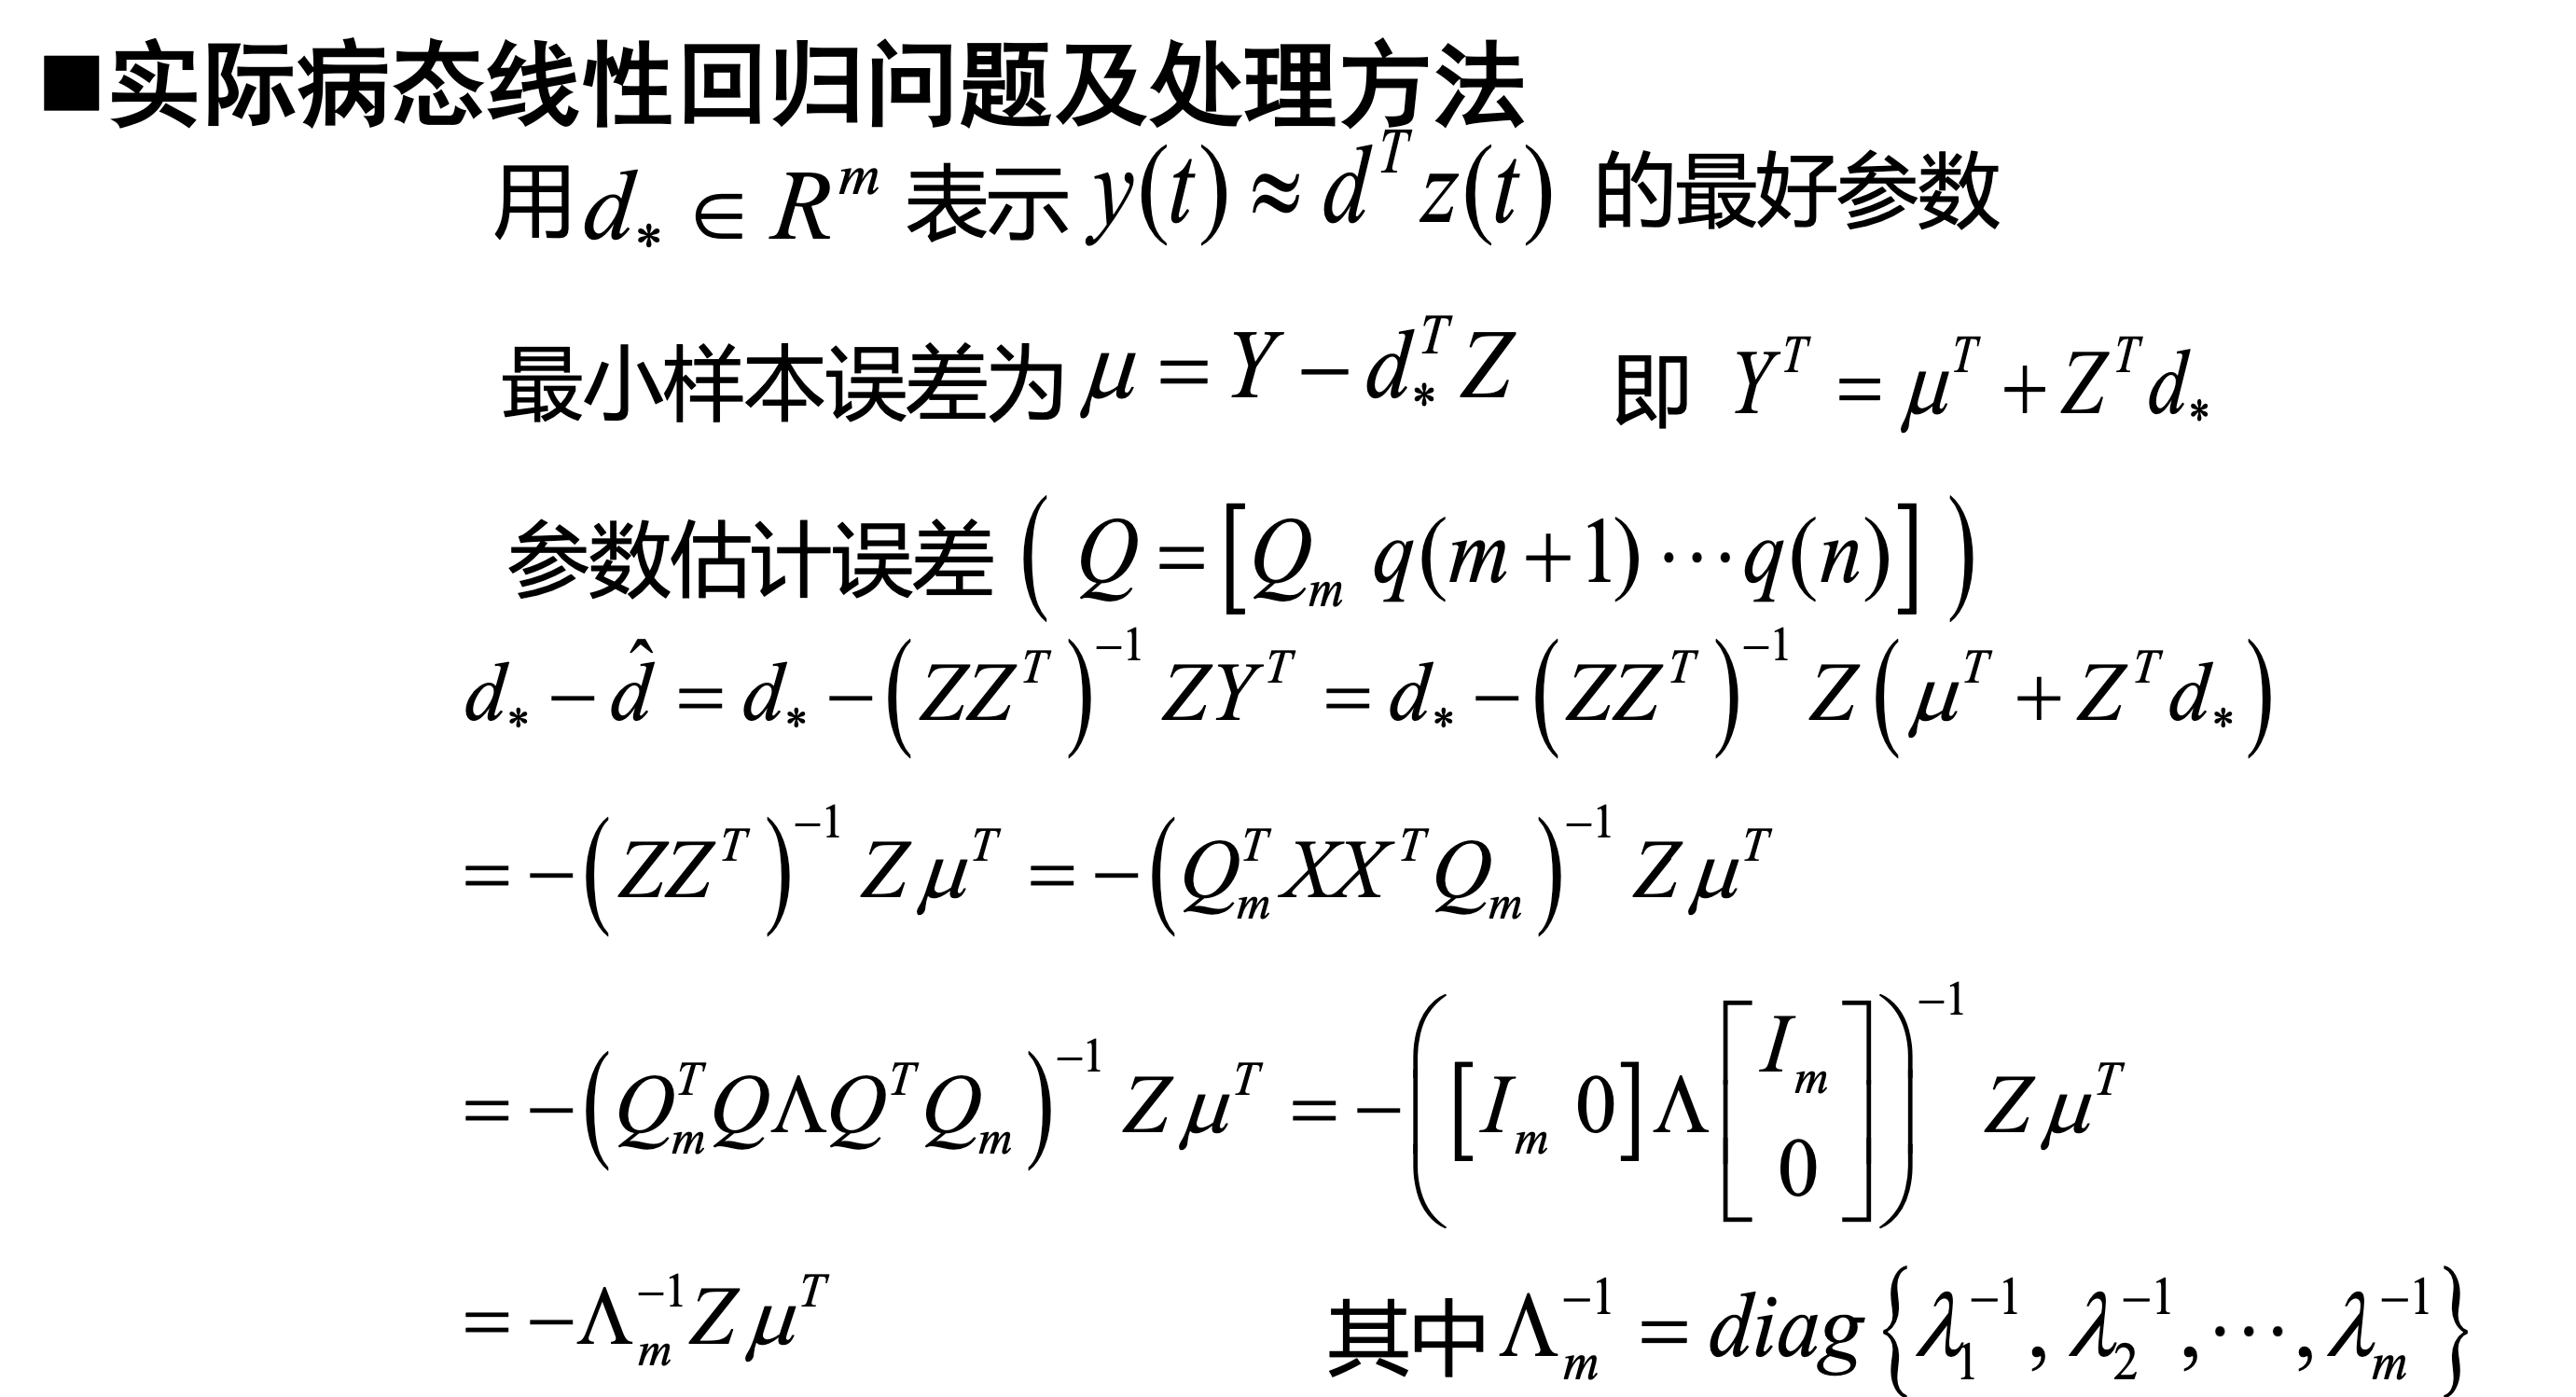 ■实际病态线性回归问题及处理方法
用 $d_* \in R^m$ 表示 $y(t) \approx d^T z(t)$ 的最好参数
最小样本误差为 $\mu = Y - d_*^T Z$ 即 $Y^T = \mu^T + Z^T d_*$
参数估计误差 $\left( Q = \left[ Q_m \ q(m+1) \cdots q(n) \right] \right)$
$d_* - \hat{d} = d_* - \left( ZZ^T \right)^{-1} ZY^T = d_* - \left( ZZ^T \right)^{-1} Z \left( \mu^T + Z^T d_* \right)$
$= -\left( ZZ^T \right)^{-1} Z\mu^T = -\left( Q_m^T XX^T Q_m \right)^{-1} Z\mu^T$
$= -\left( Q_m^T Q \Lambda Q^T Q_m \right)^{-1} Z\mu^T = -\left( \left[ I_m \ 0 \right] \Lambda \begin{bmatrix} I_m \\ 0 \end{bmatrix} \right)^{-1} Z\mu^T$
$= -\Lambda_m^{-1} Z\mu^T$ 其中 $\Lambda_m^{-1} = diag\left\{ \lambda_1^{-1}, \lambda_2^{-1}, \cdots, \lambda_m^{-1} \right\}$